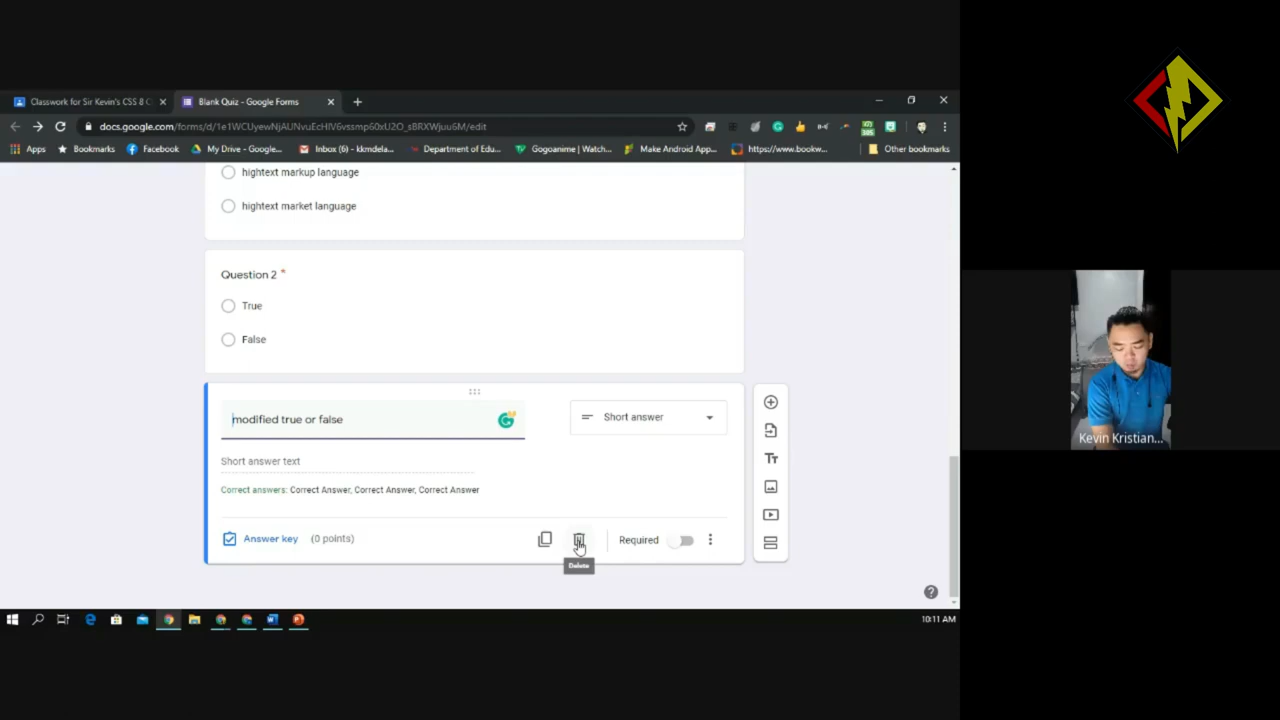 Classwork for Sir Kevin's CSS 8 C
Blank Quiz - Google Forms
docs.google.com/forms/d/1e1WCUyewNjAUNvuEcHIV6vssmp60xU2O_sBRXWjuu6M/edit
Apps
Bookmarks
Facebook
My Drive - Google...
Inbox (6) - kkmdela...
Department of Edu...
Gogoanime | Watch...
Make Android App...
https://www.bookw...
Other bookmarks
hightext markup language
hightext market language
Question 2 *
True
False
modified true or false
Short answer
Short answer text
Correct answers: Correct Answer, Correct Answer, Correct Answer
Answer key (0 points)
Required
Delete
Tt
10:11 AM
Kevin Kristian...